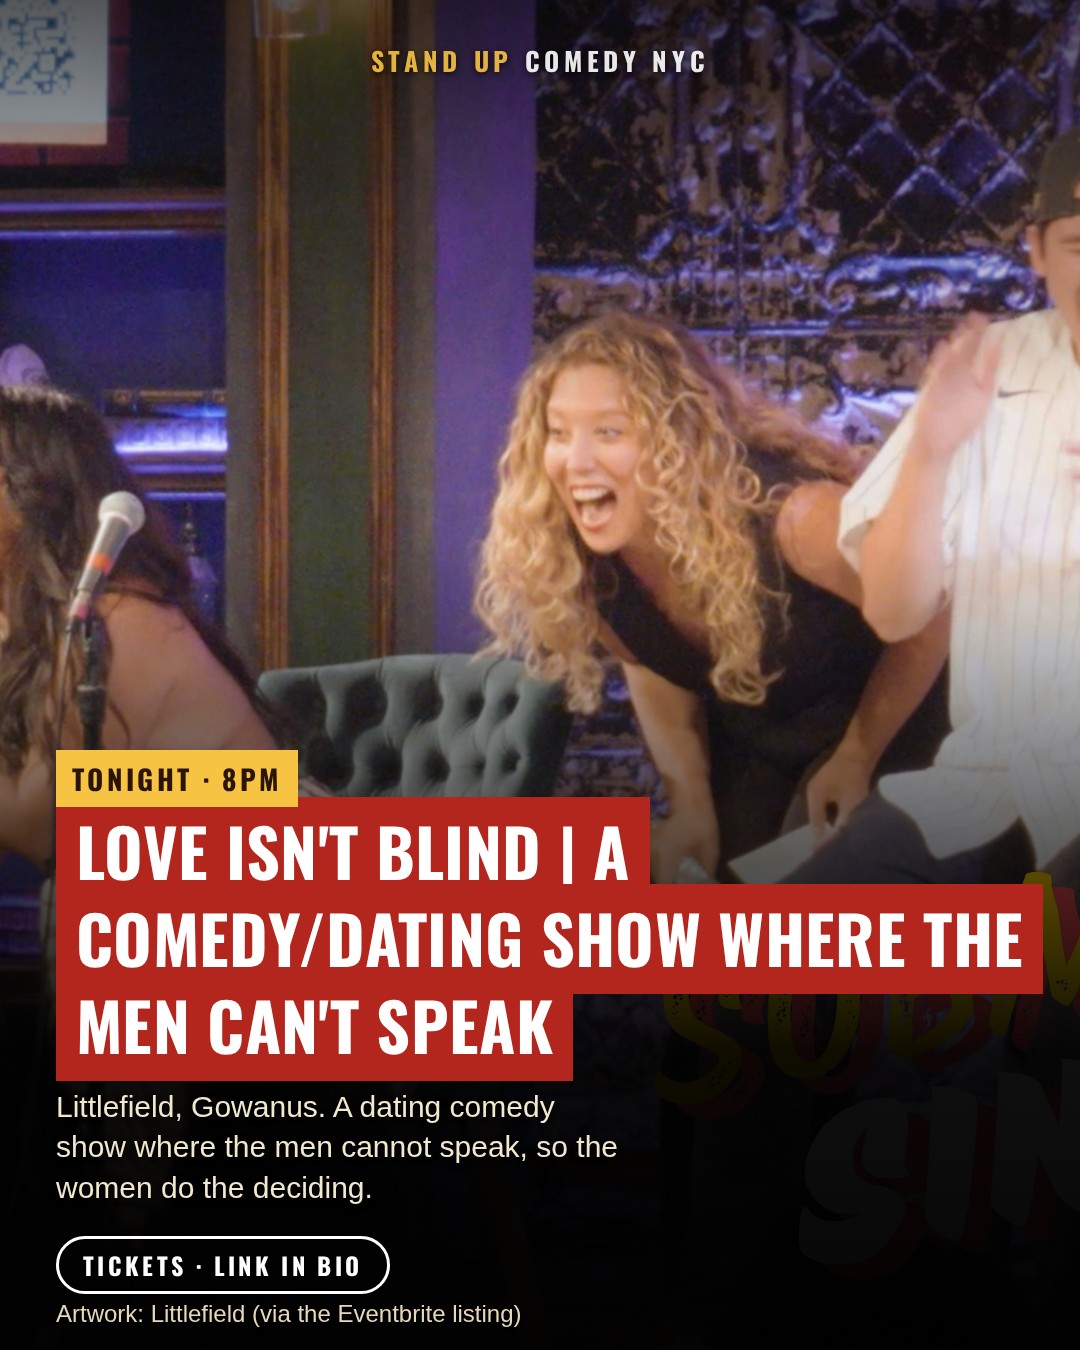 STAND UP COMEDY NYC
TONIGHT · 8PM
LOVE ISN'T BLIND | A
COMEDY/DATING SHOW WHERE THE
MEN CAN'T SPEAK
Littlefield, Gowanus. A dating comedy
show where the men cannot speak, so the
women do the deciding.
TICKETS · LINK IN BIO
Artwork: Littlefield (via the Eventbrite listing)